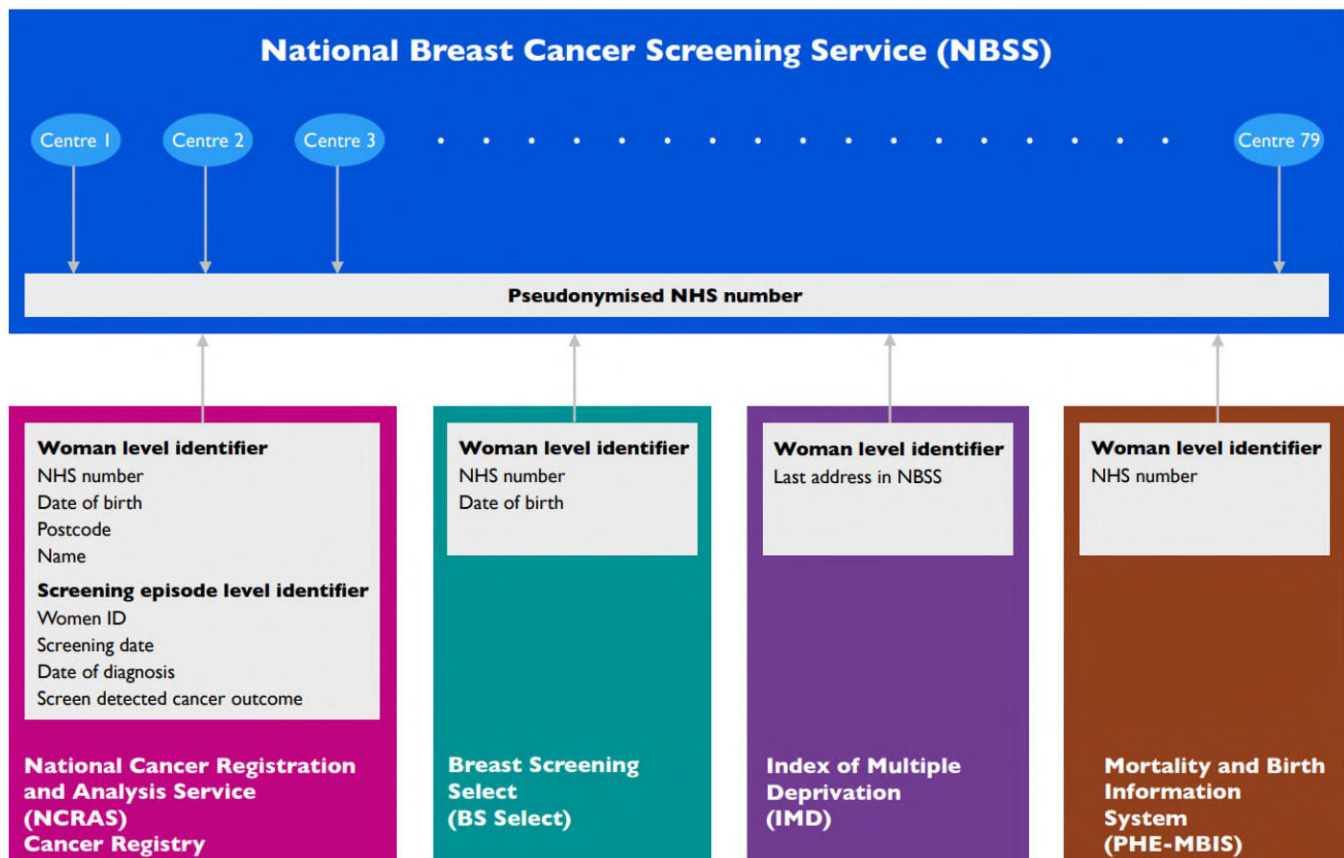 National Breast Cancer Screening Service (NBSS)
Centre 1
Centre 2
Centre 3
Centre 79
Pseudonymised NHS number
Woman level identifier
NHS number
Date of birth
Postcode
Name
Screening episode level identifier
Women ID
Screening date
Date of diagnosis
Screen detected cancer outcome
National Cancer Registration
and Analysis Service
(NCRAS)
Cancer Registry
Woman level identifier
NHS number
Date of birth
Breast Screening
Select
(BS Select)
Woman level identifier
Last address in NBSS
Index of Multiple
Deprivation
(IMD)
Woman level identifier
NHS number
Mortality and Birth
Information
System
(PHE-MBIS)